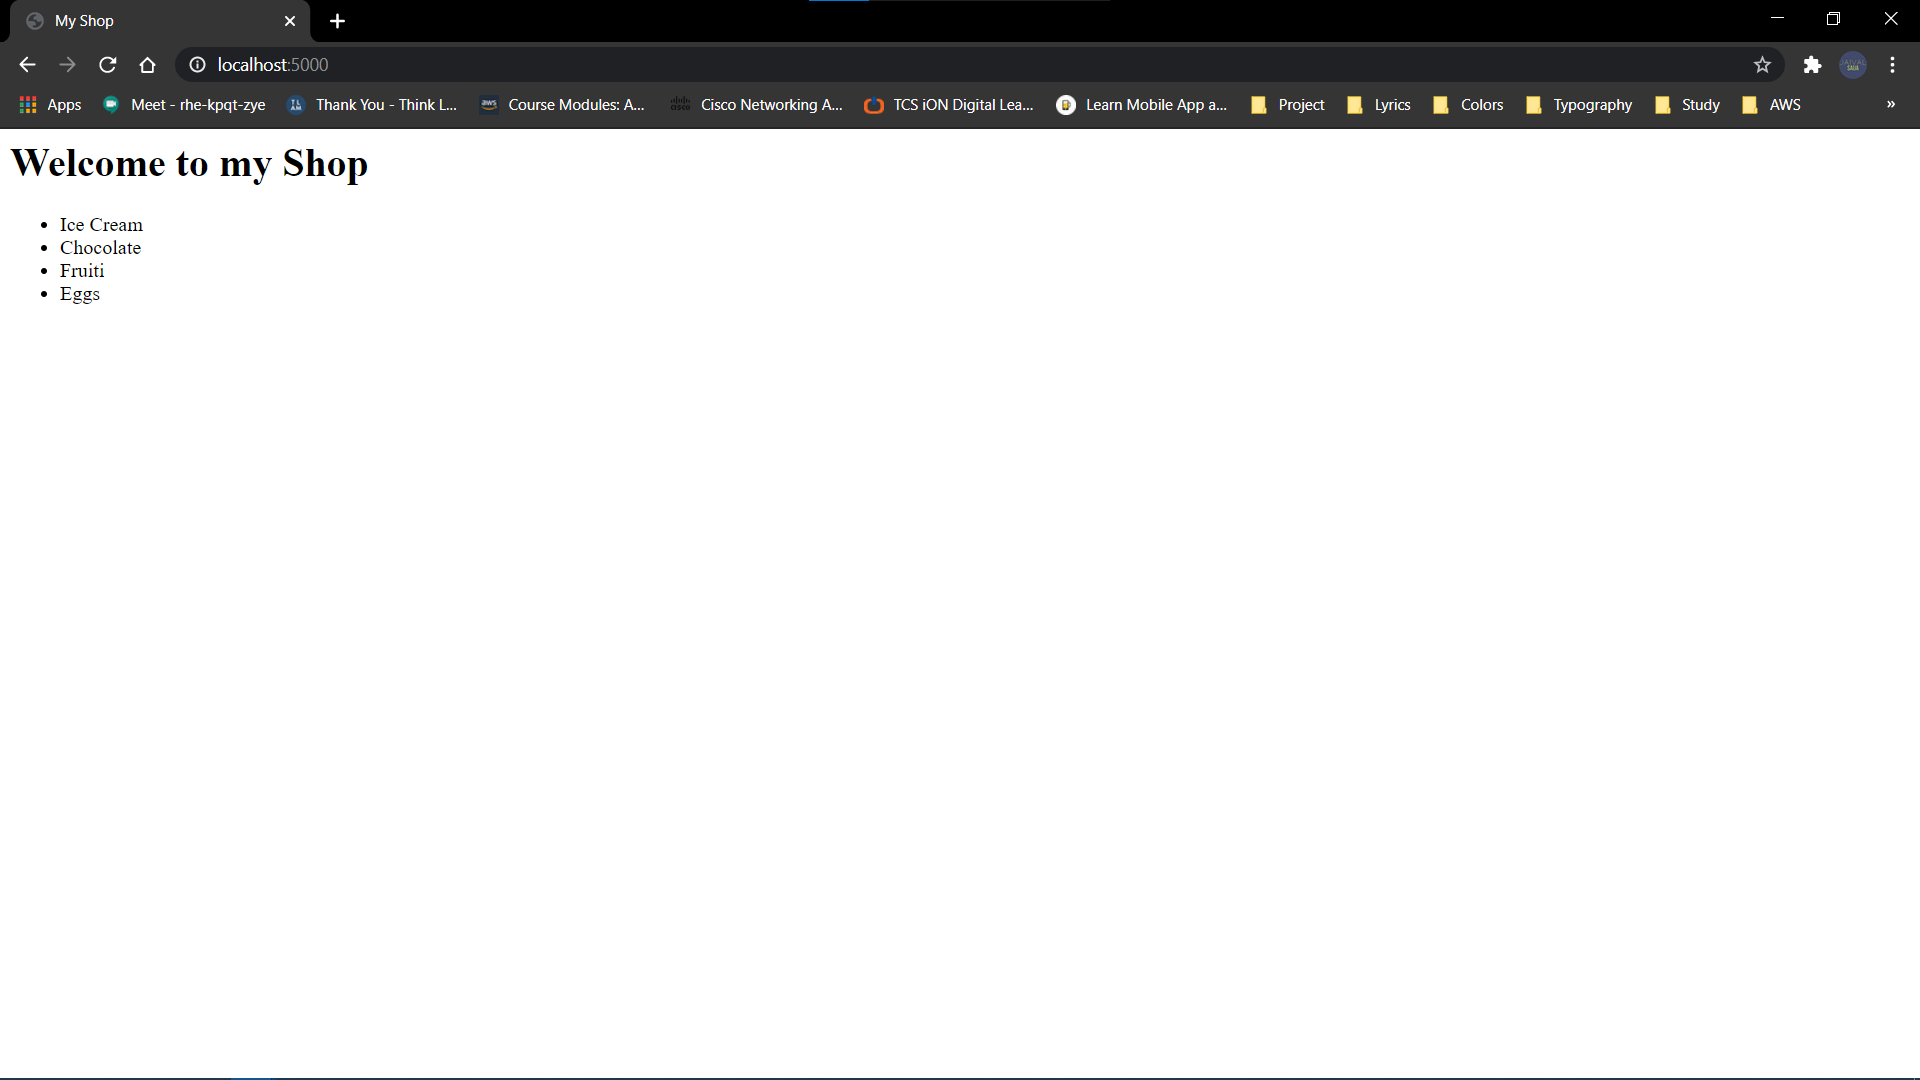 My Shop
localhost:5000
Apps Meet - rhe-kpqt-zye Thank You - Think L... Course Modules: A... Cisco Networking A... TCS iON Digital Lea... Learn Mobile App a... Project Lyrics Colors Typography Study AWS »
Welcome to my Shop
• Ice Cream
• Chocolate
• Fruiti
• Eggs